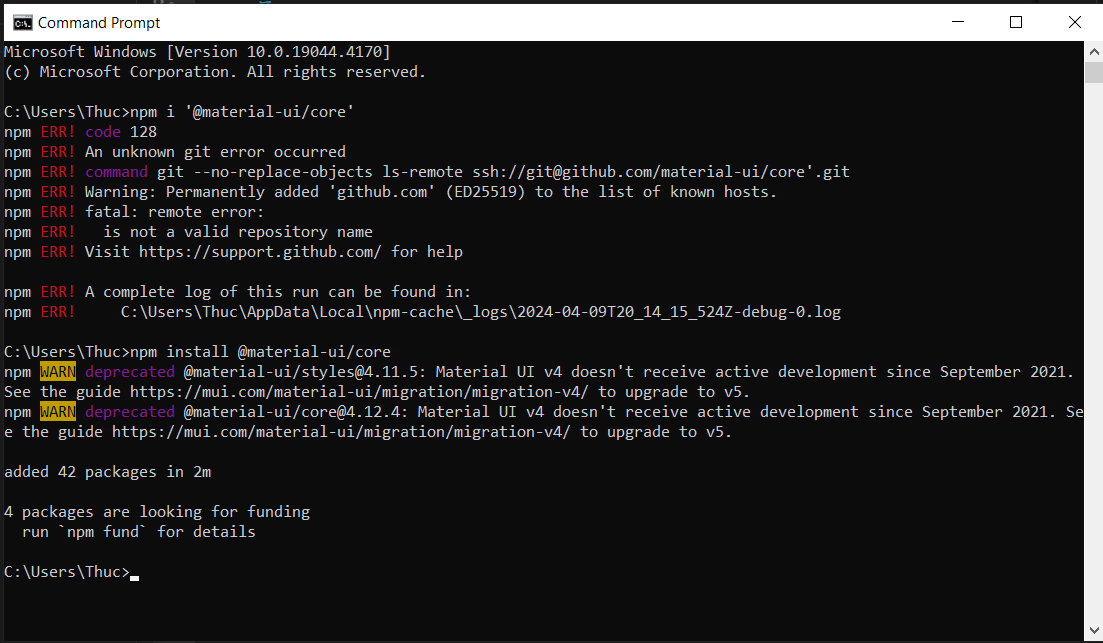 Command Prompt
Microsoft Windows [Version 10.0.19044.4170]
(c) Microsoft Corporation. All rights reserved.
C:\Users\Thuc>npm i '@material-ui/core'
npm ERR! code 128
npm ERR! An unknown git error occurred
npm ERR! command git --no-replace-objects ls-remote ssh://git@github.com/material-ui/core'.git
npm ERR! Warning: Permanently added 'github.com' (ED25519) to the list of known hosts.
npm ERR! fatal: remote error:
npm ERR!   is not a valid repository name
npm ERR! Visit https://support.github.com/ for help
npm ERR! A complete log of this run can be found in:
npm ERR!     C:\Users\Thuc\AppData\Local\npm-cache\_logs\2024-04-09T20_14_15_524Z-debug-0.log
C:\Users\Thuc>npm install @material-ui/core
npm WARN deprecated @material-ui/styles@4.11.5: Material UI v4 doesn't receive active development since September 2021.
See the guide https://mui.com/material-ui/migration/migration-v4/ to upgrade to v5.
npm WARN deprecated @material-ui/core@4.12.4: Material UI v4 doesn't receive active development since September 2021. Se
e the guide https://mui.com/material-ui/migration/migration-v4/ to upgrade to v5.
added 42 packages in 2m
4 packages are looking for funding
  run `npm fund` for details
C:\Users\Thuc>